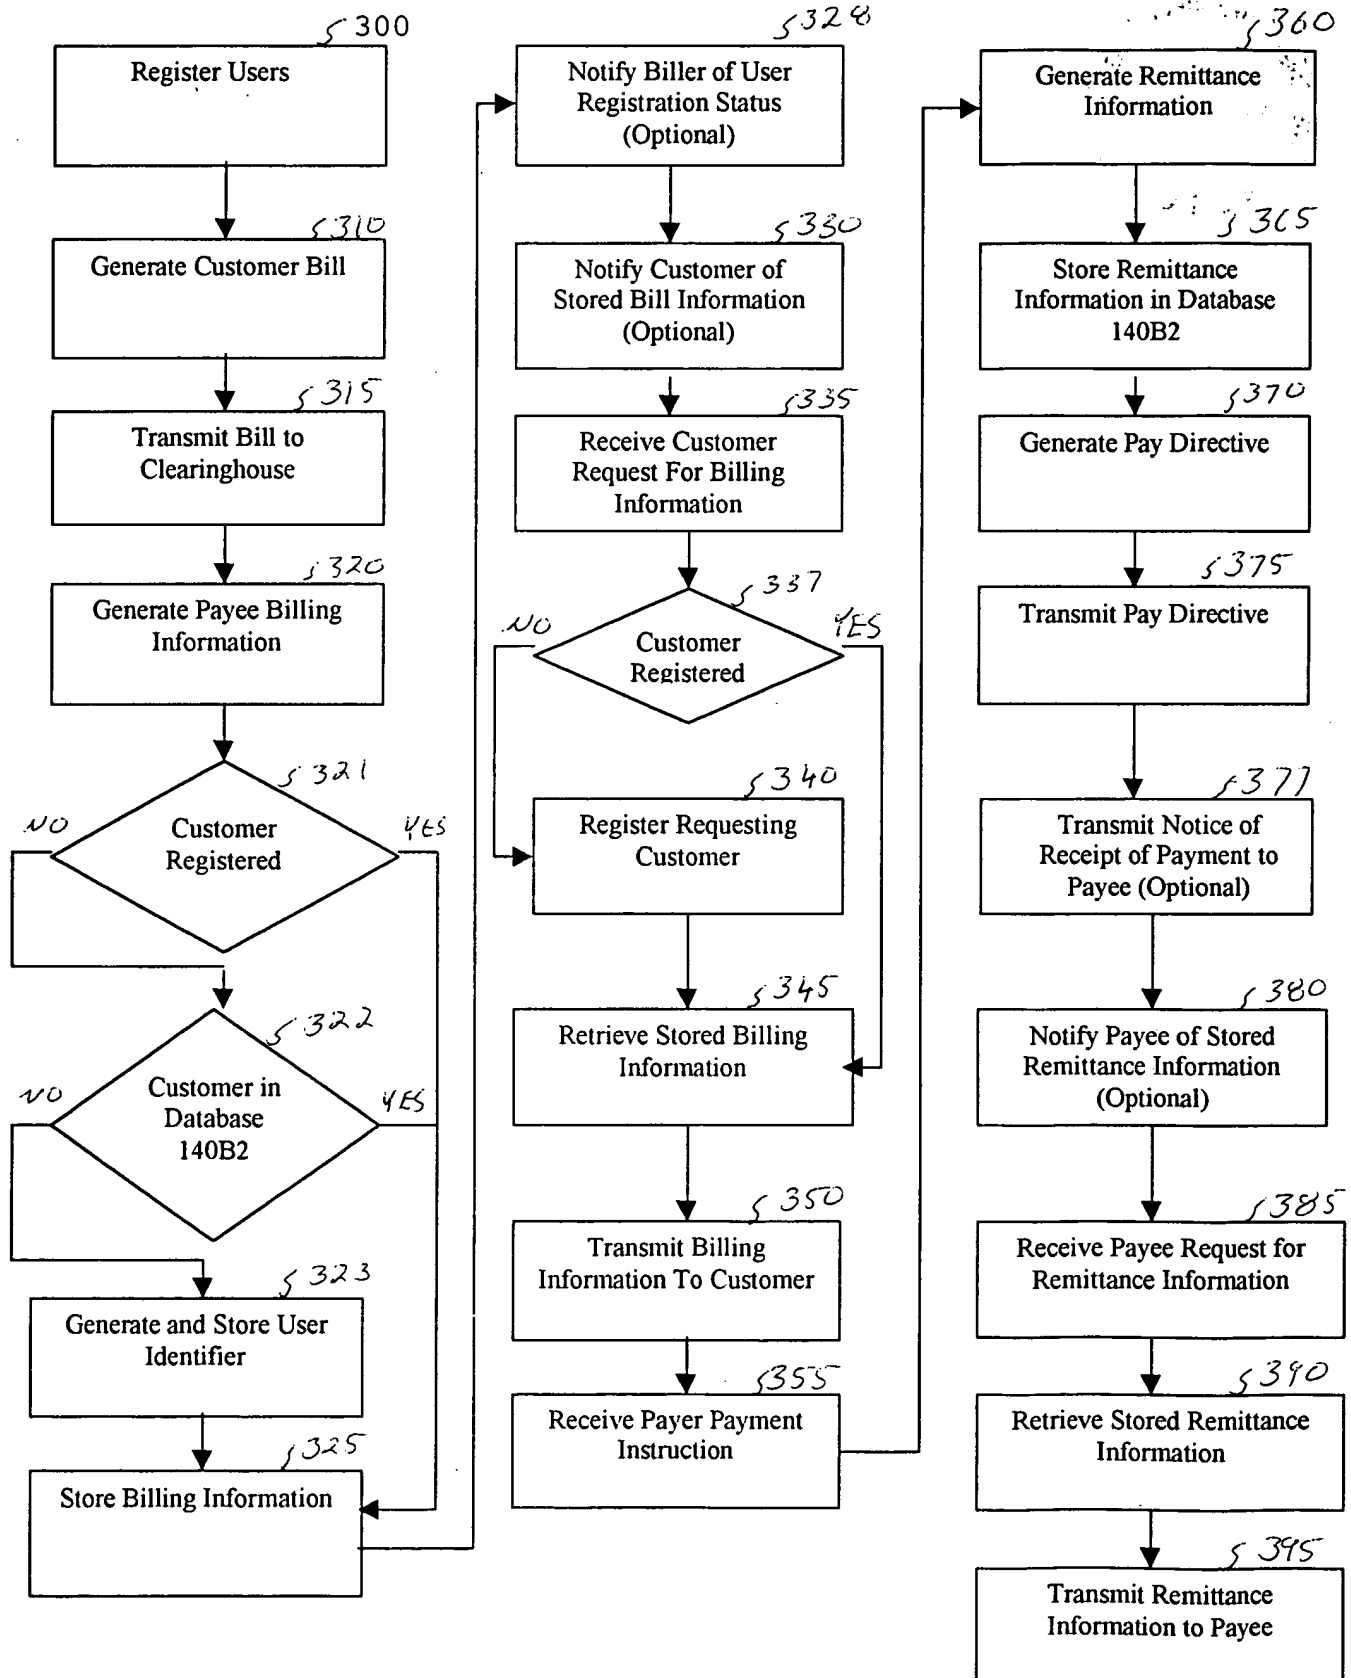 300
Register Users
310
Generate Customer Bill
315
Transmit Bill to
Clearinghouse
320
Generate Payee Billing
Information
321
Customer
Registered
NO
YES
322
Customer in
Database
140B2
NO
YES
323
Generate and Store User
Identifier
325
Store Billing Information
328
Notify Biller of User
Registration Status
(Optional)
330
Notify Customer of
Stored Bill Information
(Optional)
335
Receive Customer
Request For Billing
Information
337
NO
YES
Customer
Registered
340
Register Requesting
Customer
345
Retrieve Stored Billing
Information
350
Transmit Billing
Information To Customer
355
Receive Payer Payment
Instruction
360
Generate Remittance
Information
365
Store Remittance
Information in Database
140B2
370
Generate Pay Directive
375
Transmit Pay Directive
377
Transmit Notice of
Receipt of Payment to
Payee (Optional)
380
Notify Payee of Stored
Remittance Information
(Optional)
385
Receive Payee Request for
Remittance Information
390
Retrieve Stored Remittance
Information
395
Transmit Remittance
Information to Payee